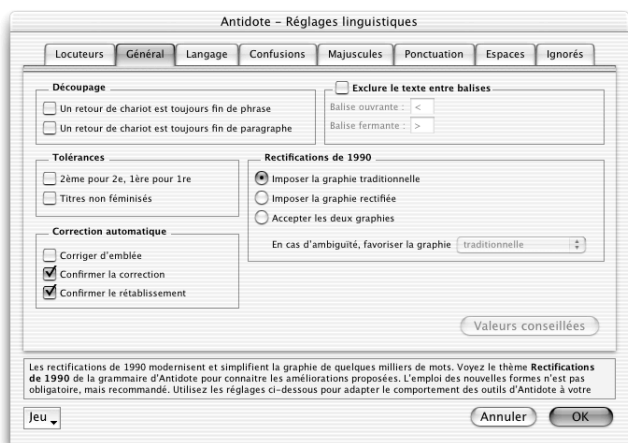 Antidote – Réglages linguistiques
Locuteurs Général Langage Confusions Majuscules Ponctuation Espaces Ignorés
Découpage
Un retour de chariot est toujours fin de phrase
Un retour de chariot est toujours fin de paragraphe
Exclure le texte entre balises
Balise ouvrante : <
Balise fermante : >
Tolérances
2ème pour 2e, 1ère pour 1re
Titres non féminisés
Rectifications de 1990
Imposer la graphie traditionnelle
Imposer la graphie rectifiée
Accepter les deux graphies
En cas d'ambiguité, favoriser la graphie traditionnelle
Correction automatique
Corriger d'emblée
Confirmer la correction
Confirmer le rétablissement
Valeurs conseillées
Les rectifications de 1990 modernisent et simplifient la graphie de quelques milliers de mots. Voyez le thème Rectifications
de 1990 de la grammaire d'Antidote pour connaitre les améliorations proposées. L'emploi des nouvelles formes n'est pas
obligatoire, mais recommandé. Utilisez les réglages ci-dessous pour adapter le comportement des outils d'Antidote à votre
Jeu
Annuler OK